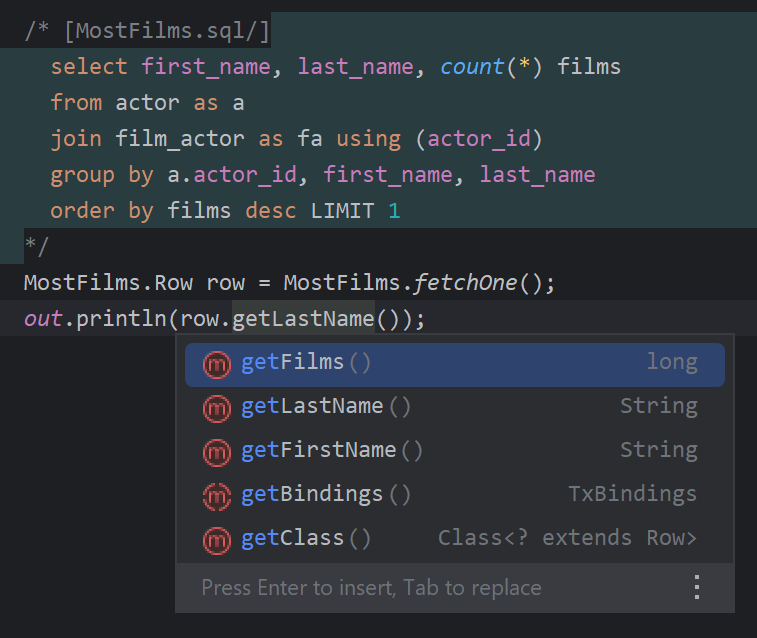 /* [MostFilms.sql/]
select first_name, last_name, count(*) films
from actor as a
join film_actor as fa using (actor_id)
group by a.actor_id, first_name, last_name
order by films desc LIMIT 1
*/
MostFilms.Row row = MostFilms.fetchOne();
out.println(row.getLastName());
m getFilms() long
m getLastName() String
m getFirstName() String
m getBindings() TxBindings
m getClass() Class<? extends Row>
Press Enter to insert, Tab to replace